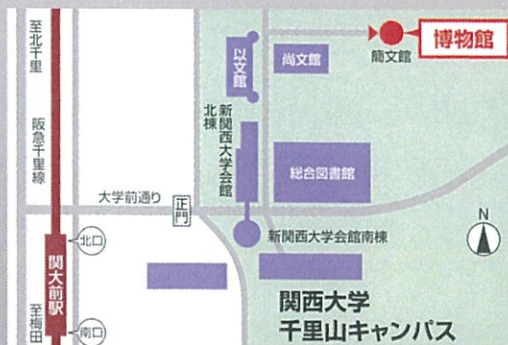 至北千里
阪急千里線
北口
関大前駅
至梅田
南口
大学前通り
正門
以文館
尚文館
簡文館
博物館
新関西大学会館
北棟
総合図書館
新関西大学会館南棟
N
関西大学
千里山キャンパス